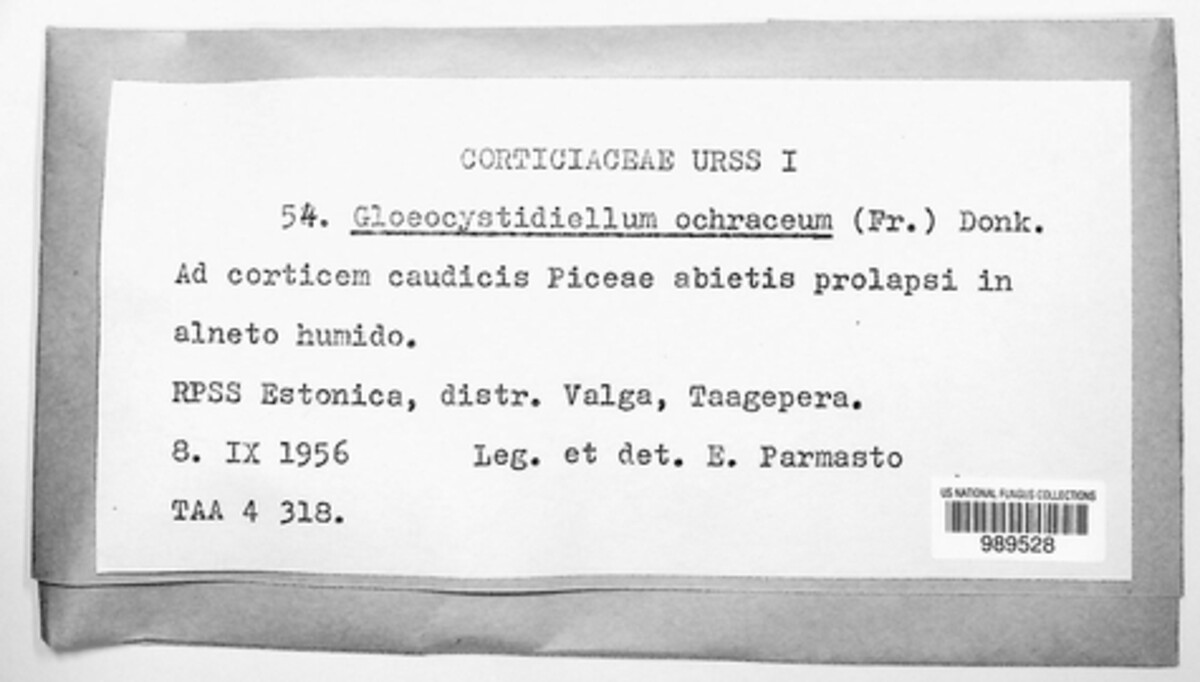 CORTICIACEAE URSS I
54. Gloeocystidiellum ochraceum (Fr.) Donk.
Ad corticem caudicis Piceae abietis prolapsi in
alneto humido.
RPSS Estonica, distr. Valga, Taagepera.
8. IX 1956 Leg. et det. E. Parmasto
TAA 4 318.
US NATIONAL FUNGUS COLLECTIONS
989528